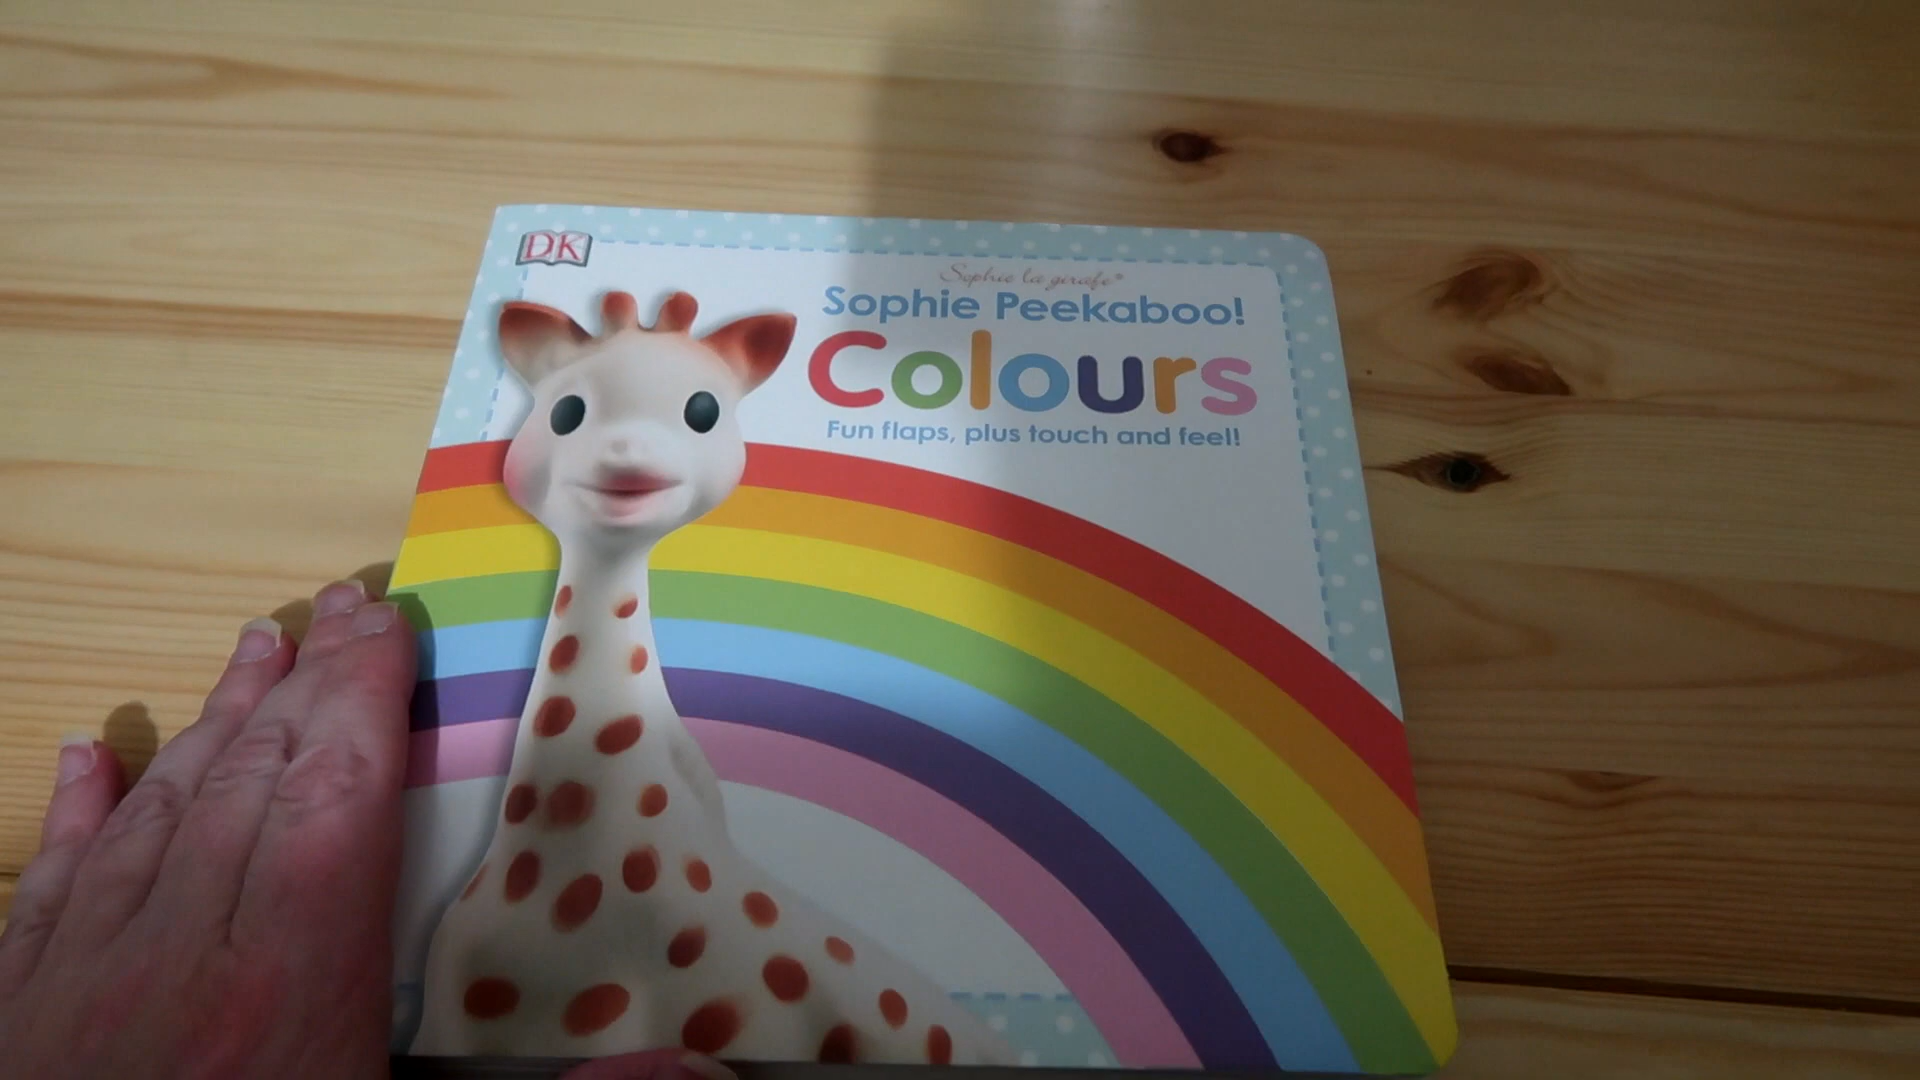 DK
Sophie la girafe®
Sophie Peekaboo!
Colours
Fun flaps, plus touch and feel!